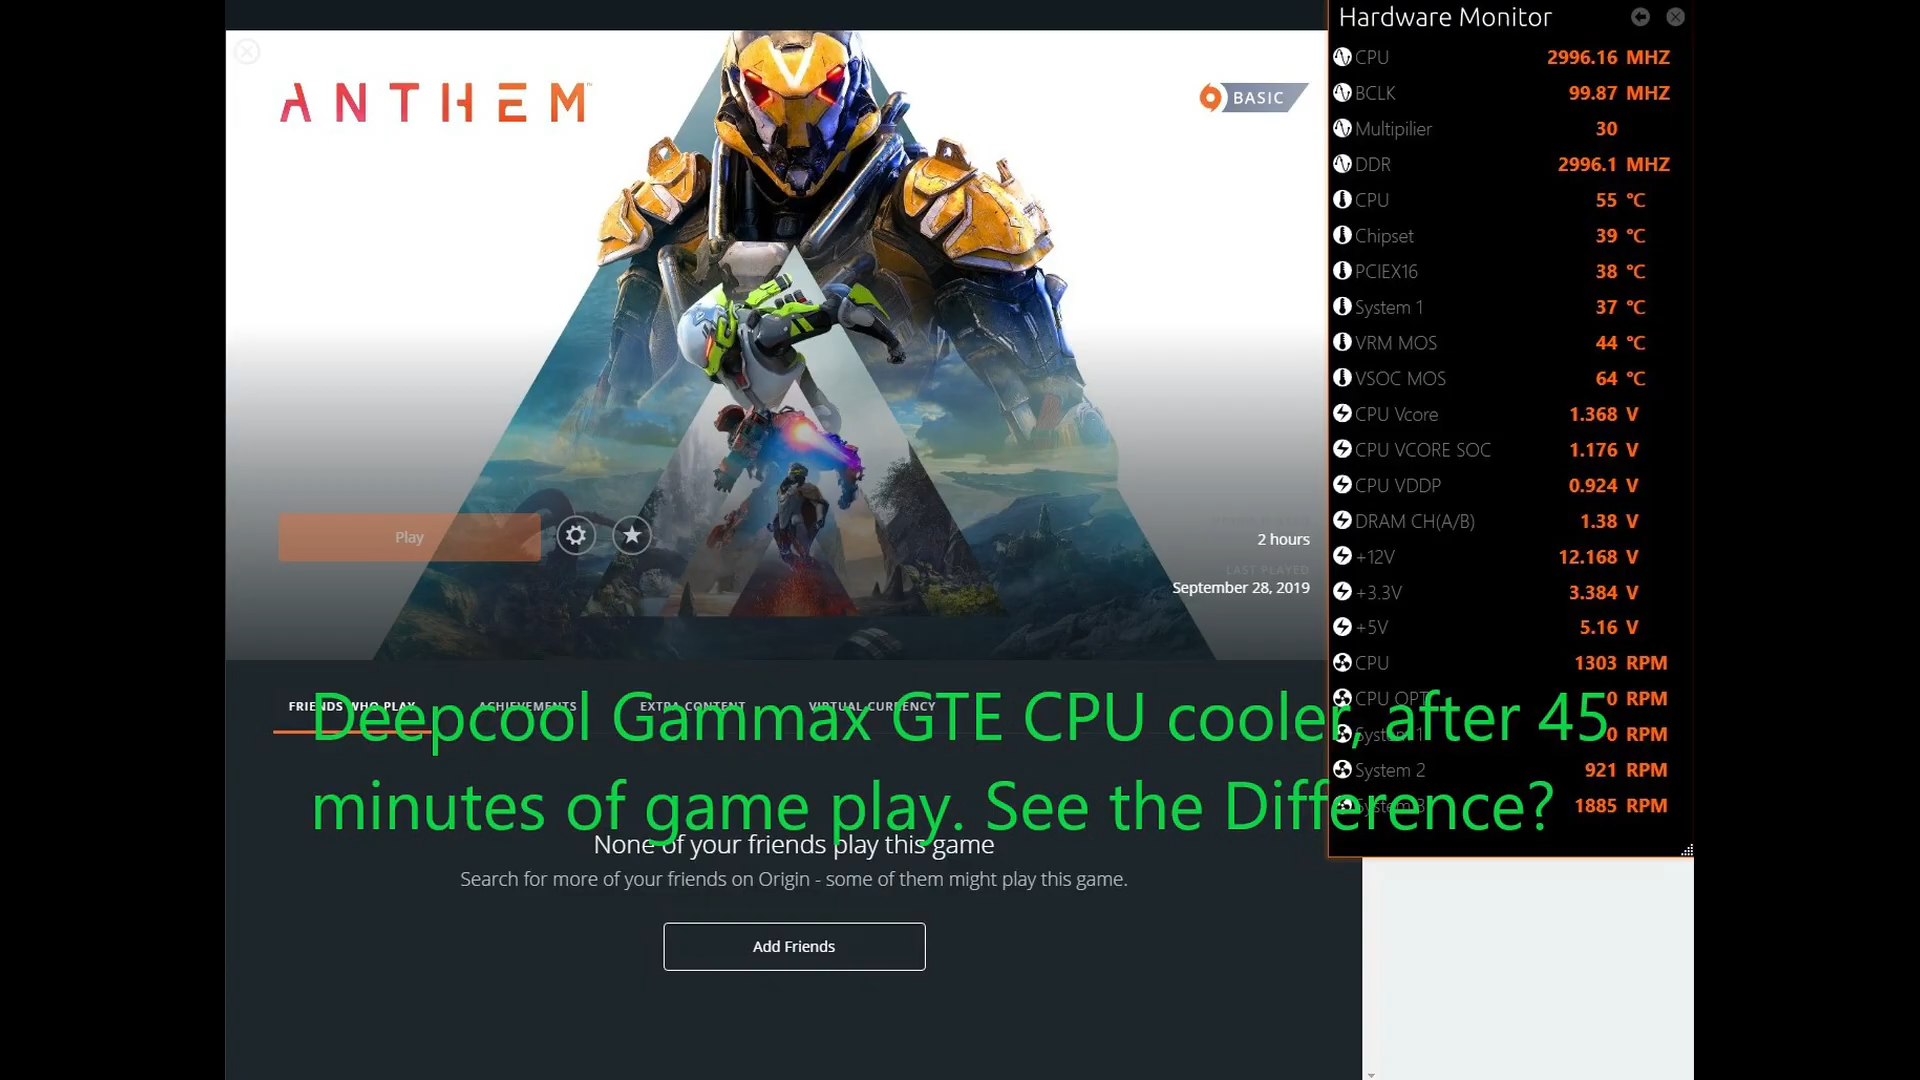 ANTHEM™
BASIC
Play
2 hours
LAST PLAYED
September 28, 2019
FRIENDS WHO PLAY
ACHIEVEMENTS
EXTRA CONTENT
VIRTUAL CURRENCY
Deepcool Gammax GTE CPU cooler, after 45
minutes of game play. See the Difference?
None of your friends play this game
Search for more of your friends on Origin - some of them might play this game.
Add Friends
Hardware Monitor
CPU 2996.16 MHZ
BCLK 99.87 MHZ
Multipilier 30
DDR 2996.1 MHZ
CPU 55 °C
Chipset 39 °C
PCIEX16 38 °C
System 1 37 °C
VRM MOS 44 °C
VSOC MOS 64 °C
CPU Vcore 1.368 V
CPU VCORE SOC 1.176 V
CPU VDDP 0.924 V
DRAM CH(A/B) 1.38 V
+12V 12.168 V
+3.3V 3.384 V
+5V 5.16 V
CPU 1303 RPM
CPU OPT 0 RPM
System 1 0 RPM
System 2 921 RPM
System 3 1885 RPM